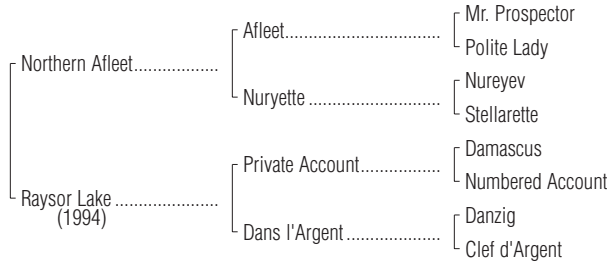 Mr. Prospector
Afleet
Polite Lady
Northern Afleet
Nureyev
Nuryette
Stellarette
Damascus
Private Account
Numbered Account
Raysor Lake
(1994)
Danzig
Dans l'Argent
Clef d'Argent